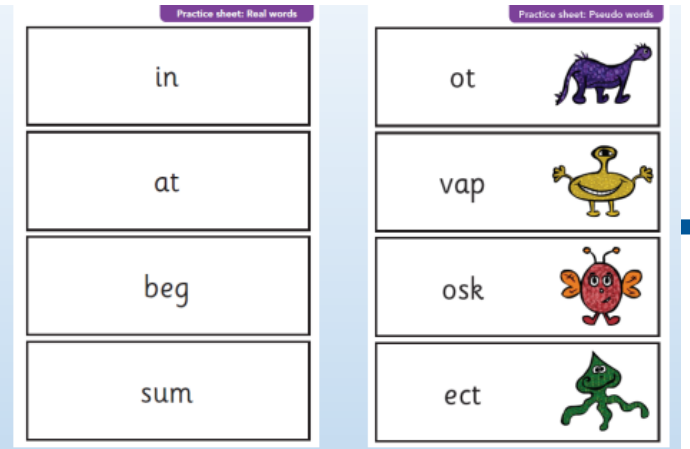 Practice sheet: Real words
in
at
beg
sum
Practice sheet: Pseudo words
ot
vap
osk
ect